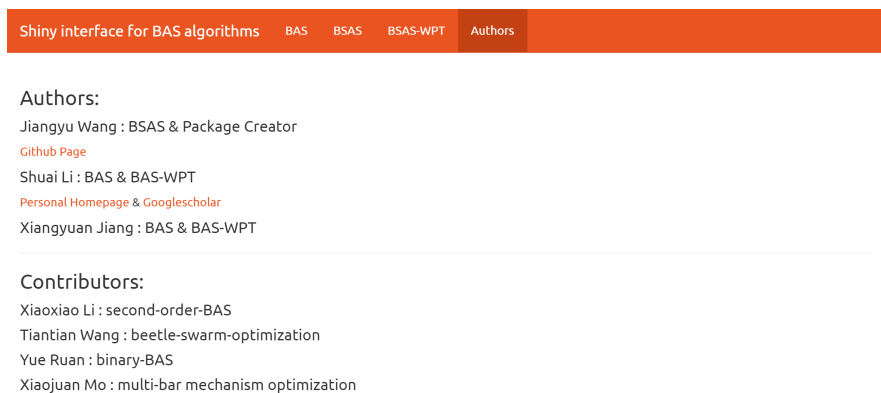 Shiny interface for BAS algorithms BAS BSAS BSAS-WPT Authors
Authors:
Jiangyu Wang : BSAS & Package Creator
Github Page
Shuai Li : BAS & BAS-WPT
Personal Homepage & Googlescholar
Xiangyuan Jiang : BAS & BAS-WPT
Contributors:
Xiaoxiao Li : second-order-BAS
Tiantian Wang : beetle-swarm-optimization
Yue Ruan : binary-BAS
Xiaojuan Mo : multi-bar mechanism optimization